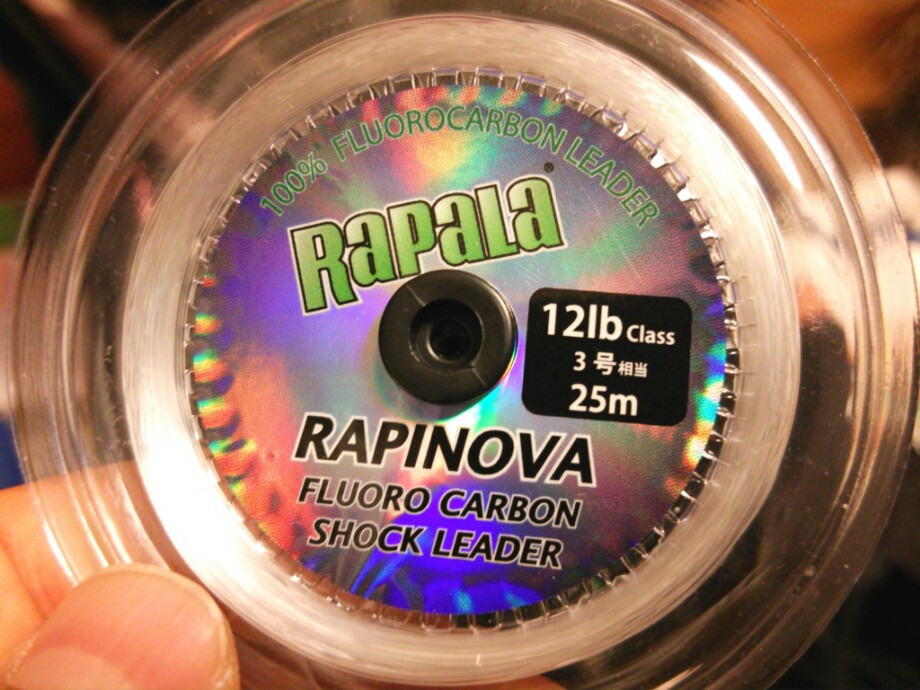 100% FLUOROCARBON LEADER
RAPALA®
12lb Class
3号相当
25m
RAPINOVA
FLUORO CARBON
SHOCK LEADER